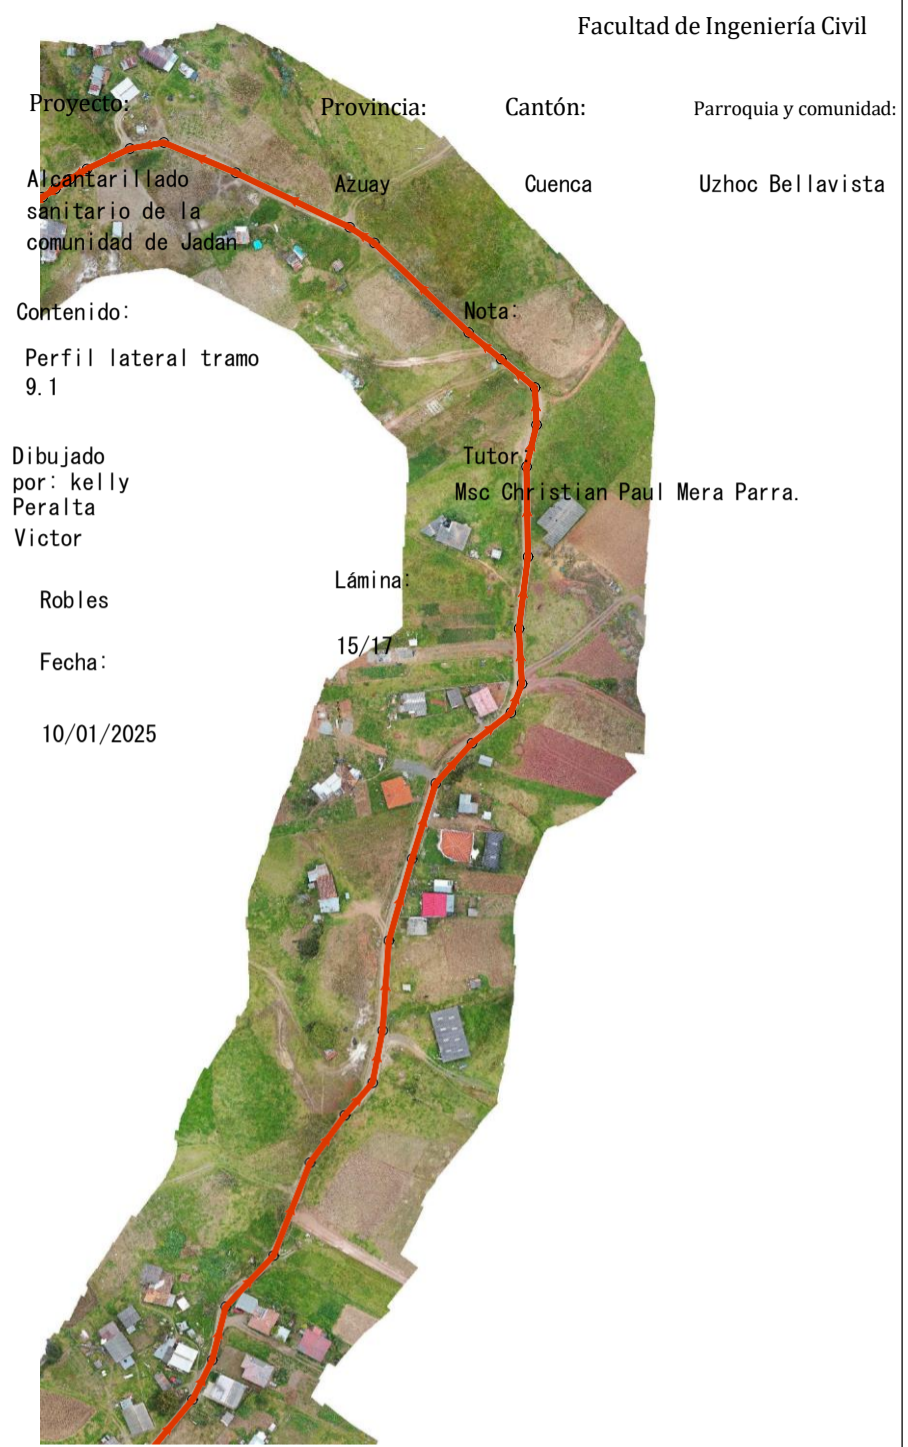 Facultad de Ingeniería Civil
Proyecto:
Provincia:
Cantón:
Parroquia y comunidad:
Alcantarillado
sanitario de la
comunidad de Jadan
Azuay
Cuenca
Uzhoc Bellavista
Contenido:
Nota:
Perfil lateral tramo
9.1
Dibujado
por: kelly
Peralta
Victor
Tutor:
Msc Christian Paul Mera Parra.
Robles
Lámina:
15/17
Fecha:
10/01/2025